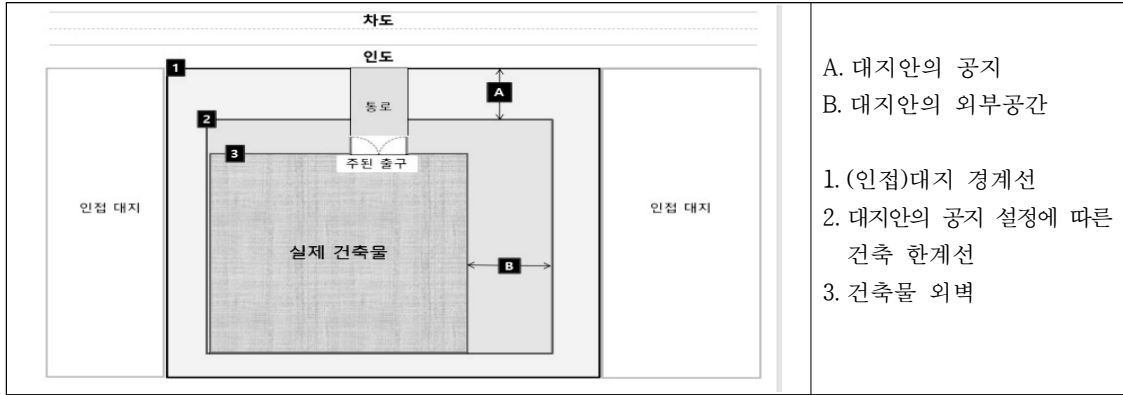 차도
인도
1
A
통로
2
3
주된 출구
인접 대지
인접 대지
실제 건축물
B
A. 대지안의 공지
B. 대지안의 외부공간
1. (인접)대지 경계선
2. 대지안의 공지 설정에 따른
건축 한계선
3. 건축물 외벽